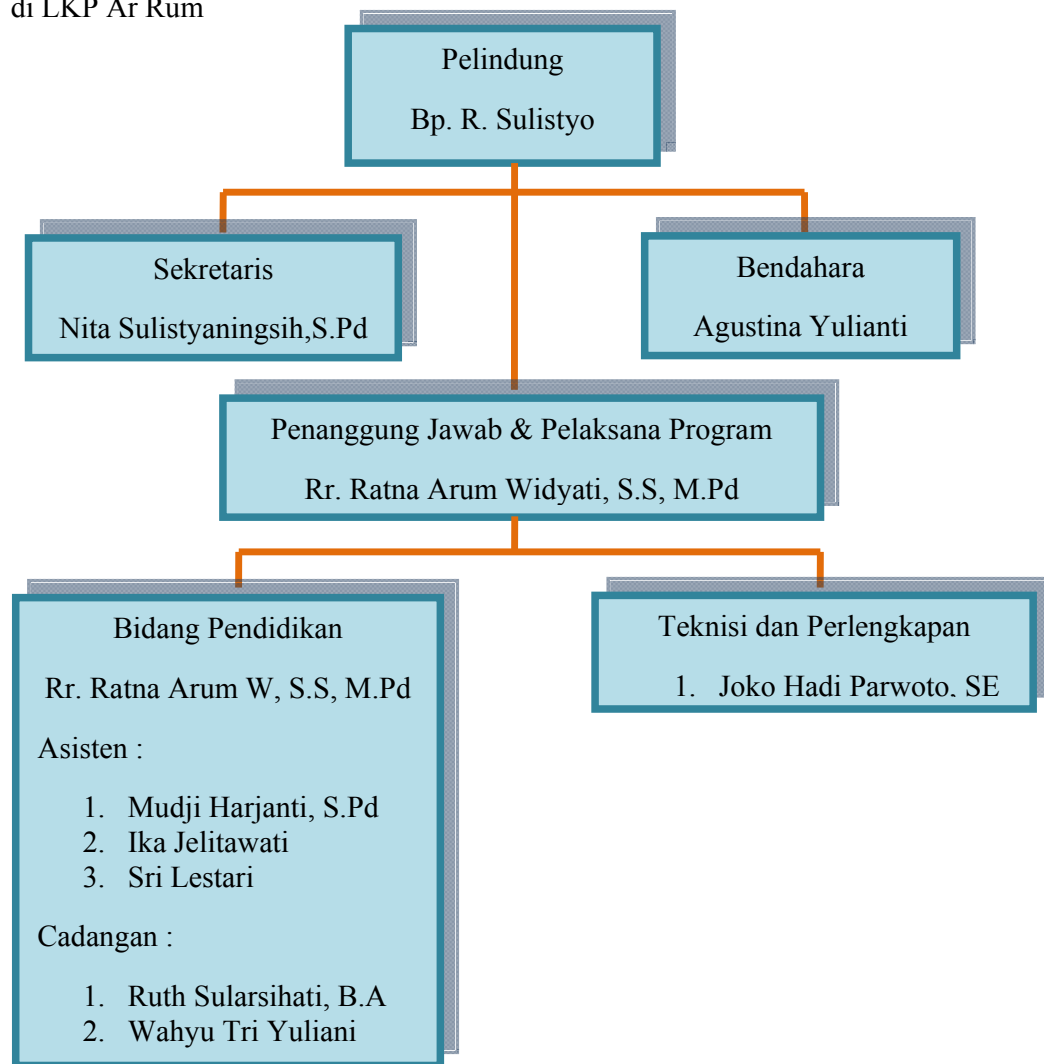 di LKP Ar Rum
Pelindung
Bp. R. Sulistyo
Sekretaris
Nita Sulistyaningsih,S.Pd
Bendahara
Agustina Yulianti
Penanggung Jawab & Pelaksana Program
Rr. Ratna Arum Widyati, S.S, M.Pd
Bidang Pendidikan
Rr. Ratna Arum W, S.S, M.Pd
Asisten :
1. Mudji Harjanti, S.Pd
2. Ika Jelitawati
3. Sri Lestari
Cadangan :
1. Ruth Sularsihati, B.A
2. Wahyu Tri Yuliani
Teknisi dan Perlengkapan
1. Joko Hadi Parwoto, SE